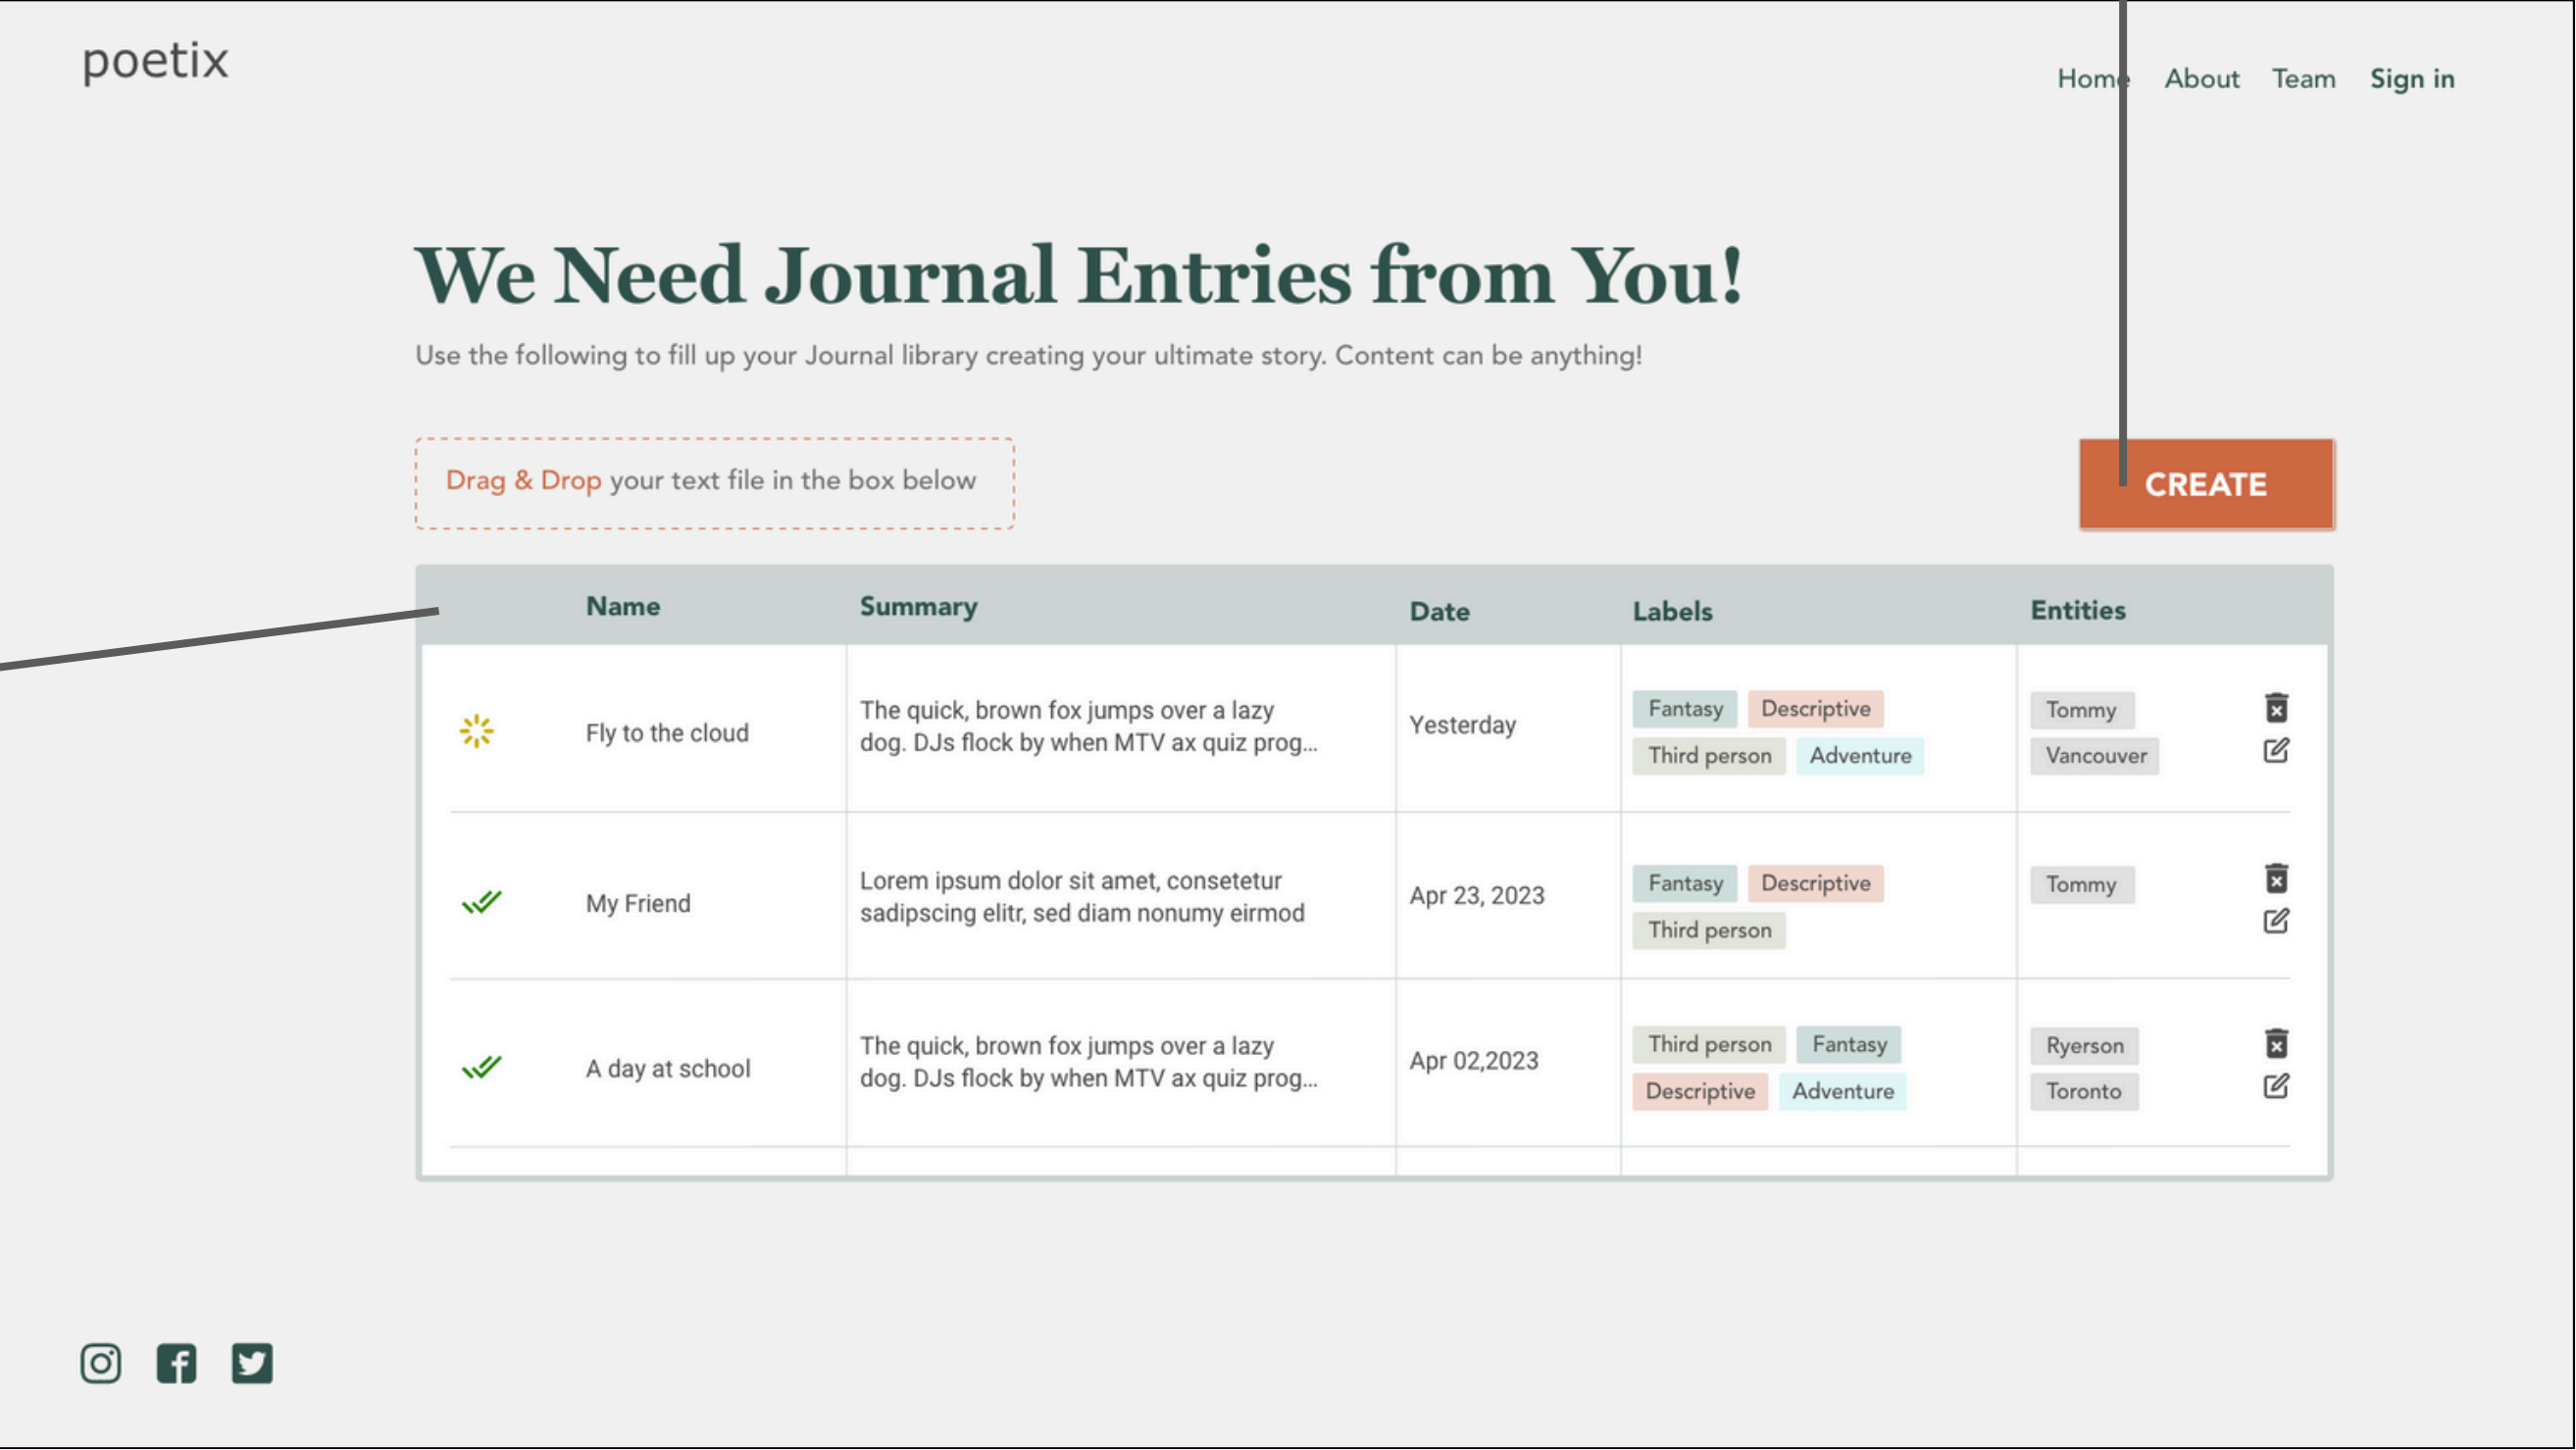 poetix
Home About Team Sign in
We Need Journal Entries from You!
Use the following to fill up your Journal library creating your ultimate story. Content can be anything!
Drag & Drop your text file in the box below
CREATE
Name Summary Date Labels Entities
Fly to the cloud
The quick, brown fox jumps over a lazy
dog. DJs flock by when MTV ax quiz prog...
Yesterday
Fantasy Descriptive
Third person Adventure
Tommy
Vancouver
My Friend
Lorem ipsum dolor sit amet, consetetur
sadipscing elitr, sed diam nonumy eirmod
Apr 23, 2023
Fantasy Descriptive
Third person
Tommy
A day at school
The quick, brown fox jumps over a lazy
dog. DJs flock by when MTV ax quiz prog...
Apr 02,2023
Third person Fantasy
Descriptive Adventure
Ryerson
Toronto